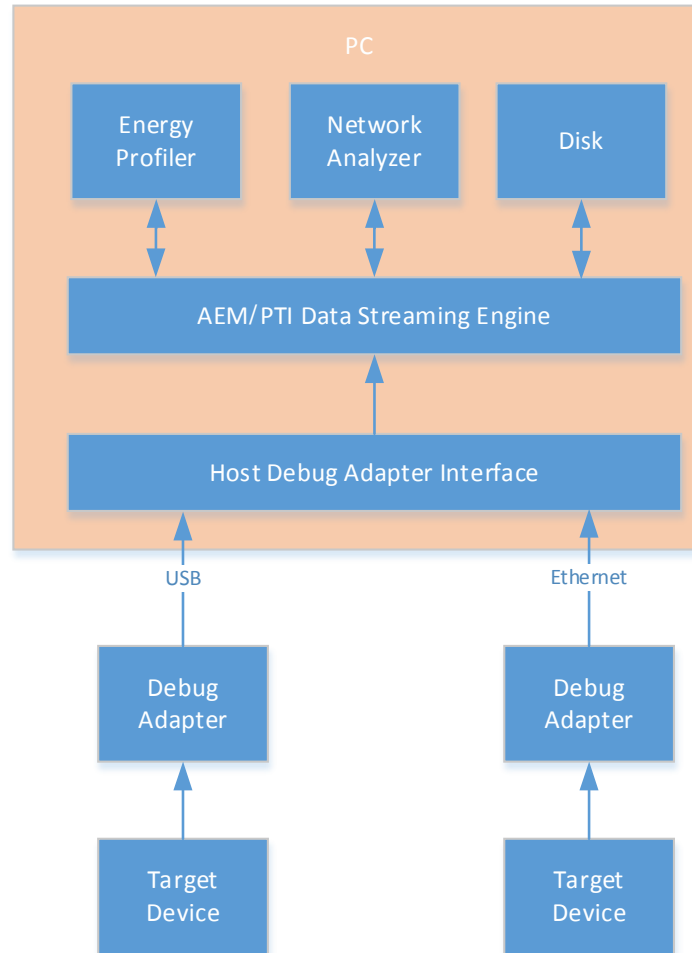 PC
Energy
Profiler
Network
Analyzer
Disk
AEM/PTI Data Streaming Engine
Host Debug Adapter Interface
USB
Ethernet
Debug
Adapter
Debug
Adapter
Target
Device
Target
Device